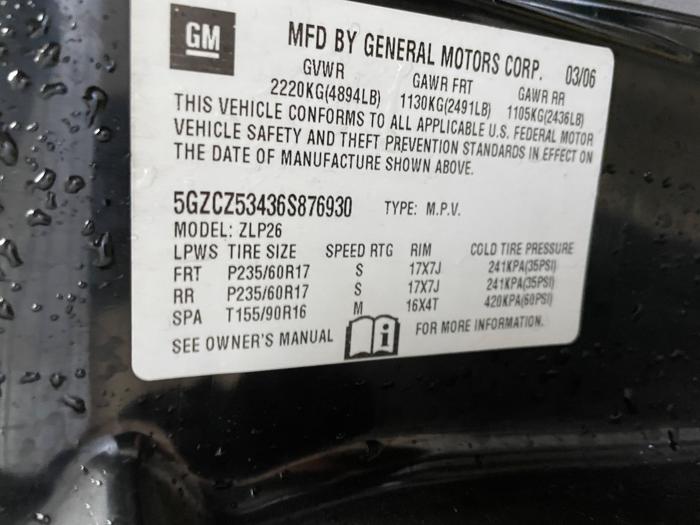 GM
MFD BY GENERAL MOTORS CORP. 03/06
GVWR GAWR FRT GAWR RR
2220KG(4894LB) 1130KG(2491LB) 1105KG(2436LB)
THIS VEHICLE CONFORMS TO ALL APPLICABLE U.S. FEDERAL MOTOR
VEHICLE SAFETY AND THEFT PREVENTION STANDARDS IN EFFECT ON
THE DATE OF MANUFACTURE SHOWN ABOVE.
5GZCZ53436S876930 TYPE: M.P.V.
MODEL: ZLP26
LPWS TIRE SIZE SPEED RTG RIM COLD TIRE PRESSURE
FRT P235/60R17 S 17X7J 241KPA(35PSI)
RR P235/60R17 S 17X7J 241KPA(35PSI)
SPA T155/90R16 M 16X4T 420KPA(60PSI)
SEE OWNER'S MANUAL i FOR MORE INFORMATION.